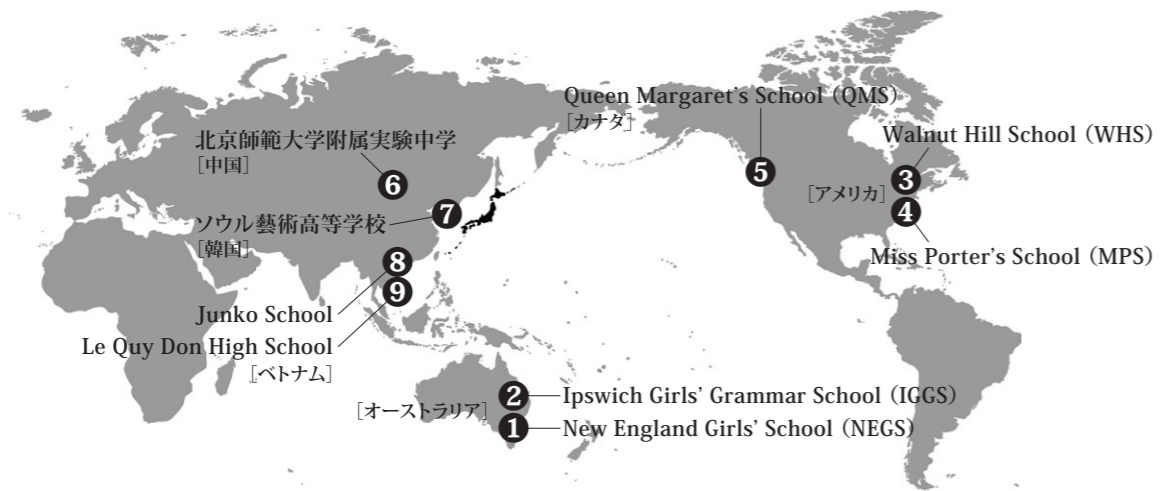 Queen Margaret's School (QMS)
[カナダ]
Walnut Hill School (WHS)
北京師範大学附属実験中学
[中国]
6
5
3
[アメリカ]
4
7
ソウル藝術高等学校
[韓国]
Miss Porter's School (MPS)
8
9
Junko School
Le Quy Don High School
[ベトナム]
2
Ipswich Girls' Grammar School (IGGS)
[オーストラリア]
1
New England Girls' School (NEGS)